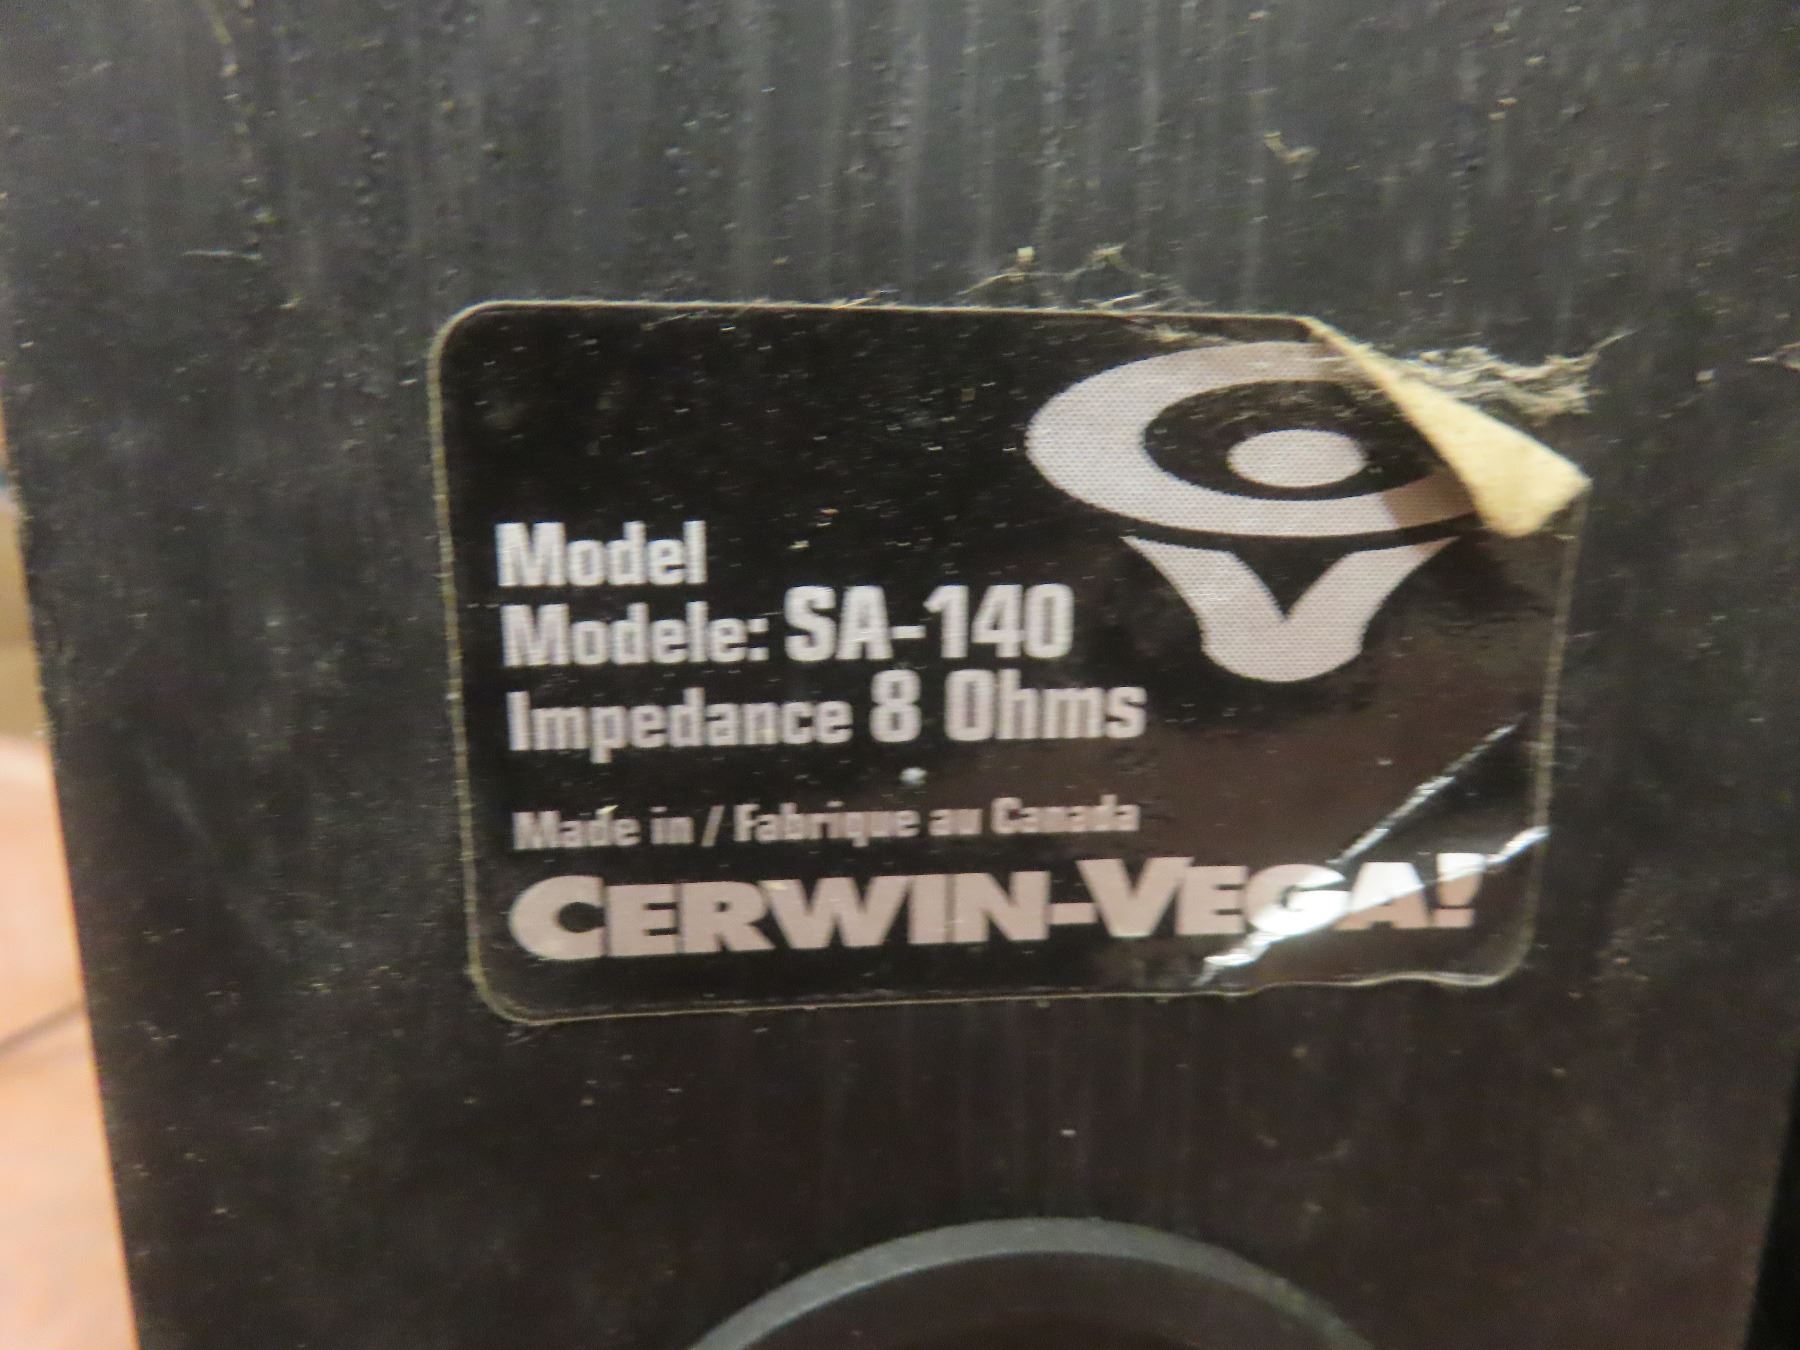 Model
Modele: SA-140
Impedance 8 Ohms
Made in / Fabrique au Canada
CERWIN-VEGA!